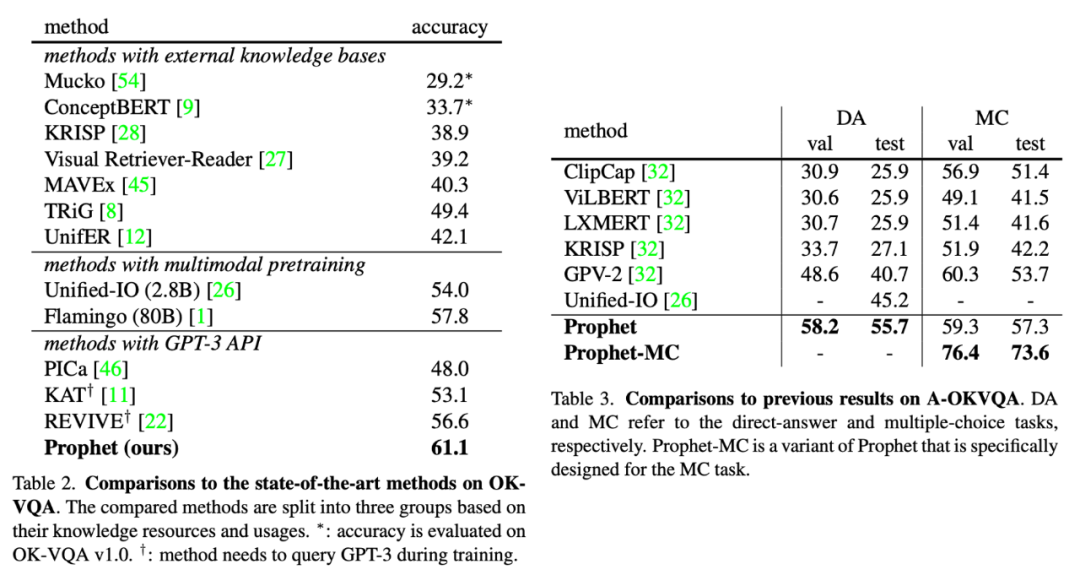 method accuracy
methods with external knowledge bases
Mucko [54] 29.2*
ConceptBERT [9] 33.7*
KRISP [28] 38.9
Visual Retriever-Reader [27] 39.2
MAVEx [45] 40.3
TRiG [8] 49.4
UnifER [12] 42.1
methods with multimodal pretraining
Unified-IO (2.8B) [26] 54.0
Flamingo (80B) [1] 57.8
methods with GPT-3 API
PICa [46] 48.0
KAT† [11] 53.1
REVIVE† [22] 56.6
Prophet (ours) 61.1
Table 2. Comparisons to the state-of-the-art methods on OK-
VQA. The compared methods are split into three groups based on
their knowledge resources and usages. *: accuracy is evaluated on
OK-VQA v1.0. †: method needs to query GPT-3 during training.
method DA MC
val test val test
ClipCap [32] 30.9 25.9 56.9 51.4
ViLBERT [32] 30.6 25.9 49.1 41.5
LXMERT [32] 30.7 25.9 51.4 41.6
KRISP [32] 33.7 27.1 51.9 42.2
GPV-2 [32] 48.6 40.7 60.3 53.7
Unified-IO [26] - 45.2 - -
Prophet 58.2 55.7 59.3 57.3
Prophet-MC - - 76.4 73.6
Table 3. Comparisons to previous results on A-OKVQA. DA
and MC refer to the direct-answer and multiple-choice tasks,
respectively. Prophet-MC is a variant of Prophet that is specifically
designed for the MC task.